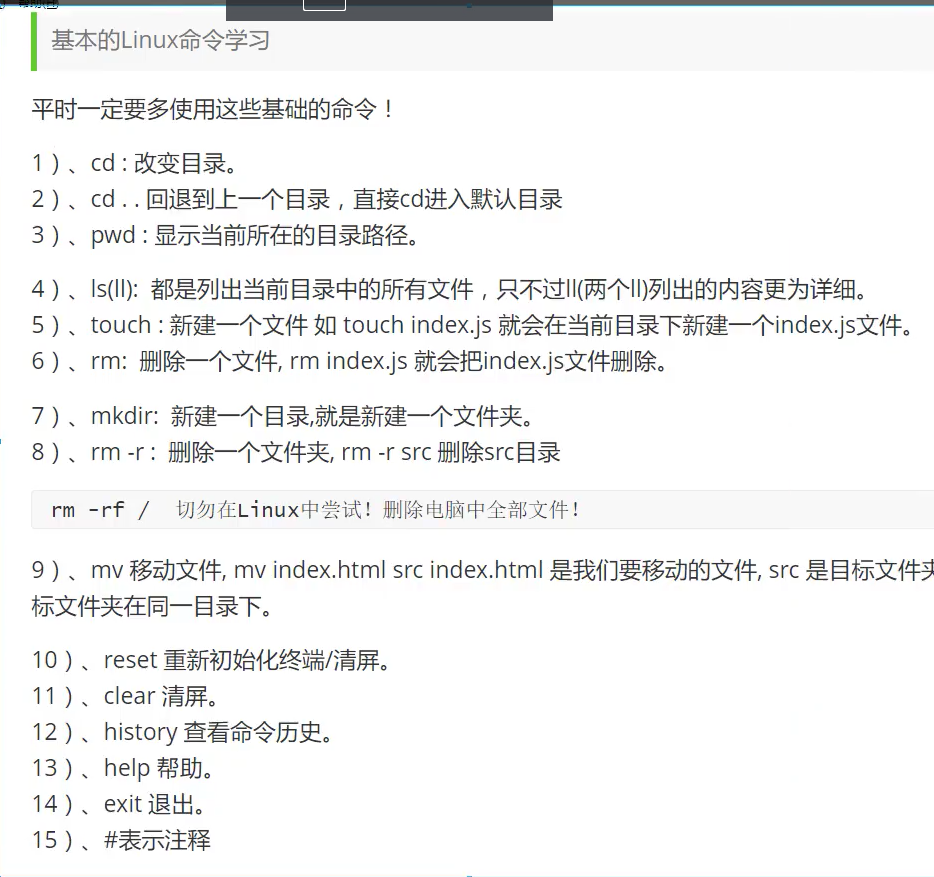 基本的Linux命令学习
平时一定要多使用这些基础的命令！
1）、cd : 改变目录。
2）、cd . . 回退到上一个目录，直接cd进入默认目录
3）、pwd : 显示当前所在的目录路径。
4）、ls(ll): 都是列出当前目录中的所有文件，只不过ll(两个ll)列出的内容更为详细。
5）、touch : 新建一个文件 如 touch index.js 就会在当前目录下新建一个index.js文件。
6）、rm: 删除一个文件, rm index.js 就会把index.js文件删除。
7）、mkdir: 新建一个目录,就是新建一个文件夹。
8）、rm -r : 删除一个文件夹, rm -r src 删除src目录
rm -rf / 切勿在Linux中尝试！删除电脑中全部文件！
9）、mv 移动文件, mv index.html src index.html 是我们要移动的文件, src 是目标文件夹
标文件夹在同一目录下。
10）、reset 重新初始化终端/清屏。
11）、clear 清屏。
12）、history 查看命令历史。
13）、help 帮助。
14）、exit 退出。
15）、#表示注释